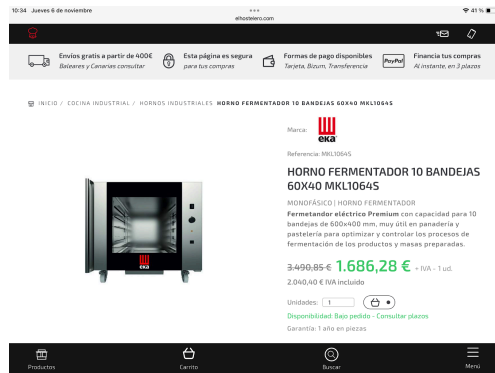 10:34 Jueves 6 de noviembre
41 %
elhostelero.com
Envíos gratis a partir de 400€
Baleares y Canarias consultar
Esta página es segura
para tus compras
Formas de pago disponibles
Tarjeta, Bizum, Transferencia
PayPal
Financia tus compras
Al instante, en 3 plazos
INICIO / COCINA INDUSTRIAL / HORNOS INDUSTRIALES HORNO FERMENTADOR 10 BANDEJAS 60X40 MKL1064S
Marca:
eka
Referencia: MKL1064S
HORNO FERMENTADOR 10 BANDEJAS
60X40 MKL1064S
MONOFÁSICO | HORNO FERMENTADOR
Fermetandor eléctrico Premium con capacidad para 10
bandejas de 600x400 mm, muy útil en panadería y
pastelería para optimizar y controlar los procesos de
fermentación de los productos y masas preparadas.
3.490,85 € 1.686,28 € + IVA - 1 ud.
2.040,40 € IVA incluido
Unidades: 1
Disponibilidad: Bajo pedido - Consultar plazos
Garantía: 1 año en piezas
eka
Productos
Carrito
Buscar
Menú